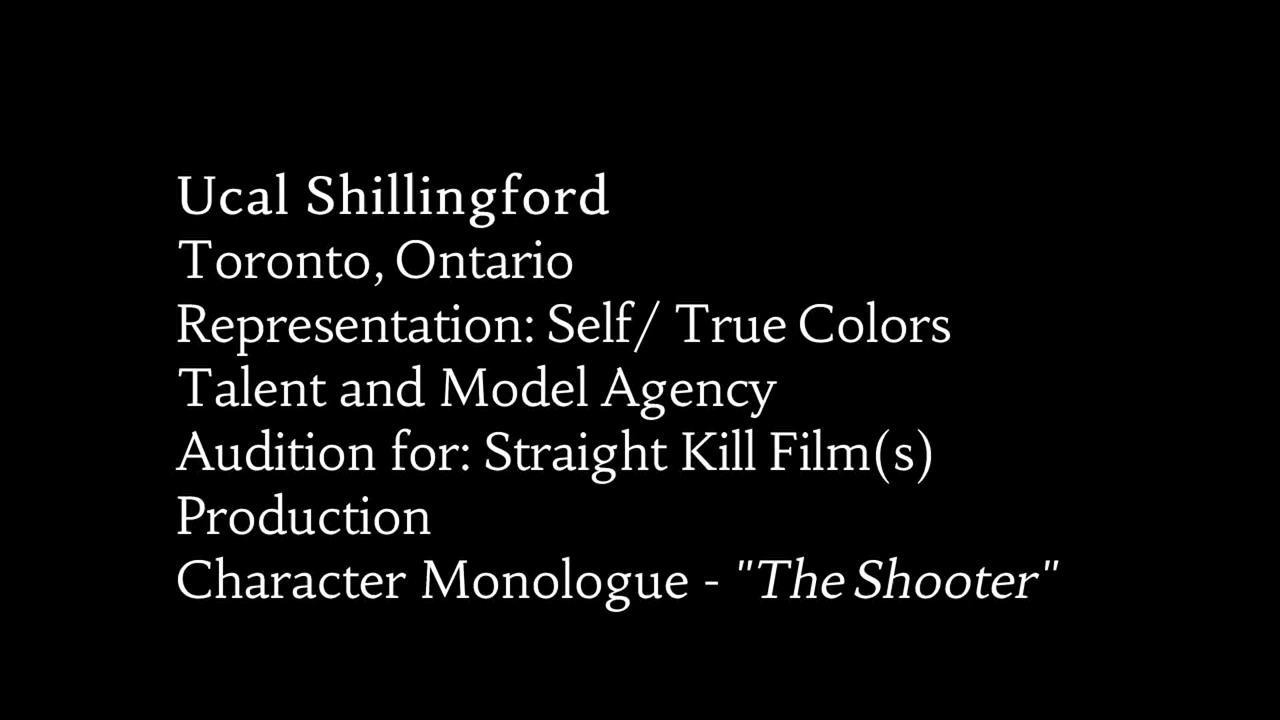 Ucal Shillingford
Toronto, Ontario
Representation: Self/ True Colors
Talent and Model Agency
Audition for: Straight Kill Film(s)
Production
Character Monologue - "The Shooter"